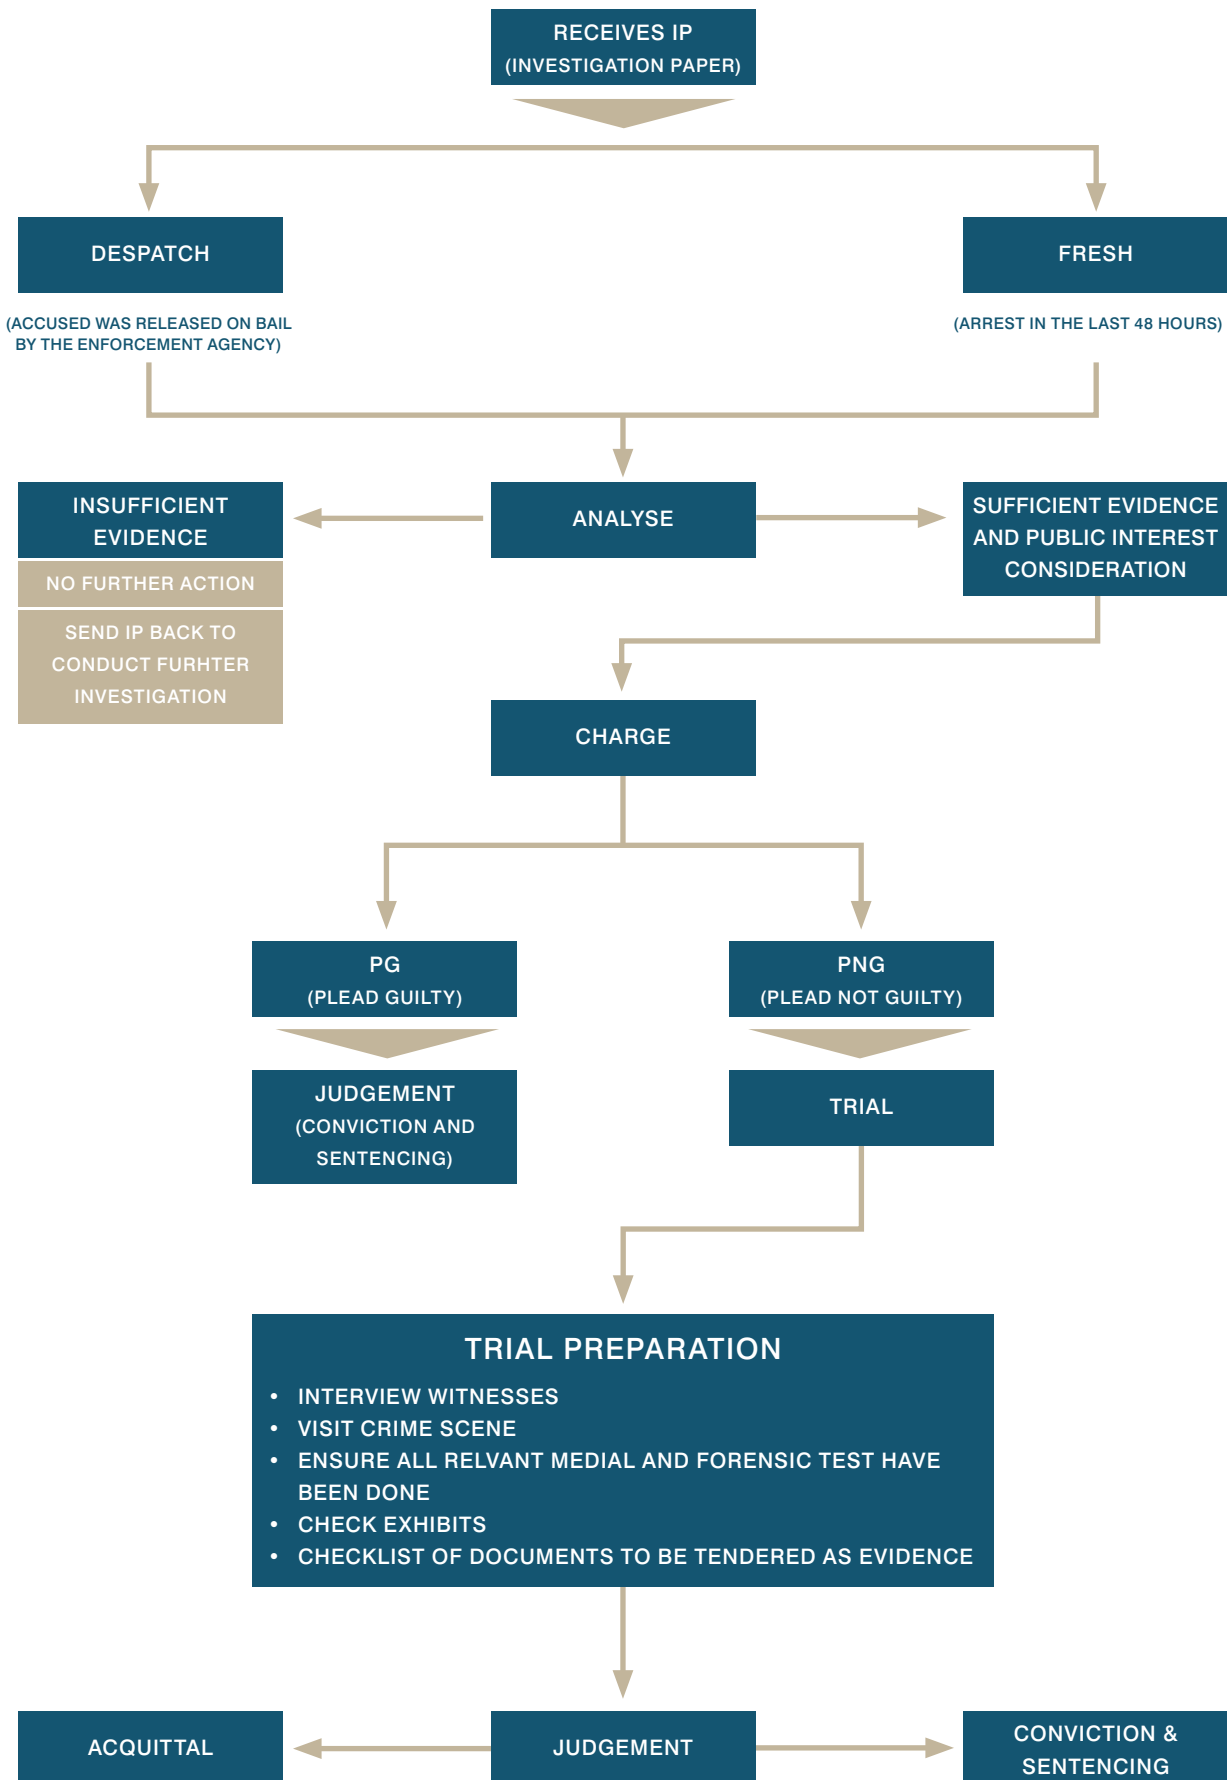 RECEIVES IP
(INVESTIGATION PAPER)
DESPATCH
FRESH
(ACCUSED WAS RELEASED ON BAIL
BY THE ENFORCEMENT AGENCY)
(ARREST IN THE LAST 48 HOURS)
INSUFFICIENT
EVIDENCE
NO FURTHER ACTION
SEND IP BACK TO
CONDUCT FURHTER
INVESTIGATION
ANALYSE
SUFFICIENT EVIDENCE
AND PUBLIC INTEREST
CONSIDERATION
CHARGE
PG
(PLEAD GUILTY)
PNG
(PLEAD NOT GUILTY)
JUDGEMENT
(CONVICTION AND
SENTENCING)
TRIAL
TRIAL PREPARATION
• INTERVIEW WITNESSES
• VISIT CRIME SCENE
• ENSURE ALL RELVANT MEDIAL AND FORENSIC TEST HAVE
BEEN DONE
• CHECK EXHIBITS
• CHECKLIST OF DOCUMENTS TO BE TENDERED AS EVIDENCE
ACQUITTAL
JUDGEMENT
CONVICTION &
SENTENCING